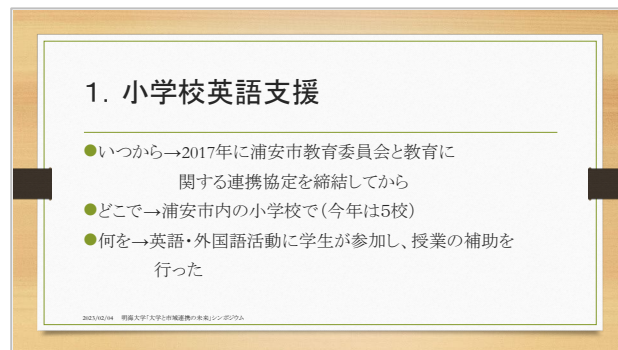 1．小学校英語支援
●いつから→2017年に浦安市教育委員会と教育に
関する連携協定を締結してから
●どこで→浦安市内の小学校で（今年は5校）
●何を→英語・外国語活動に学生が参加し、授業の補助を
行った
2023/02/04　明海大学「大学と市域連携の未来」シンポジウム